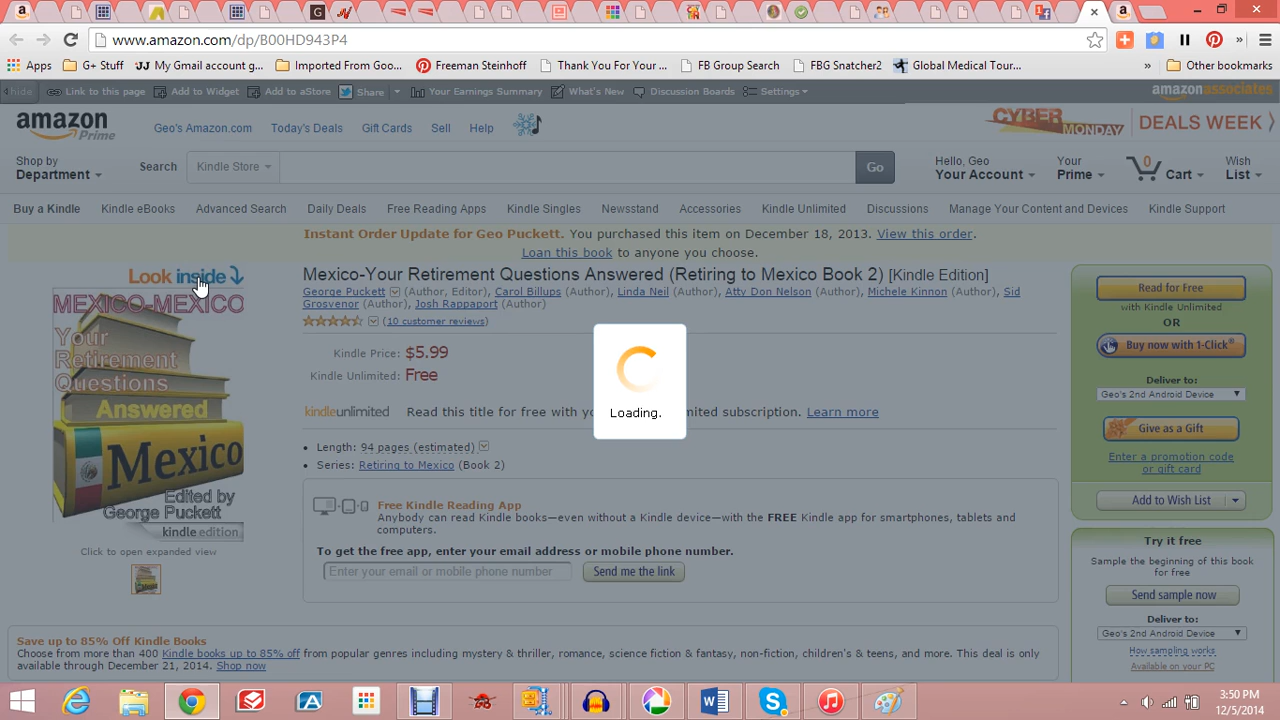 www.amazon.com/dp/B00HD943P4
Apps G+ Stuff My Gmail account g... Imported From Goo... Freeman Steinhoff Thank You For Your ... FB Group Search FBG Snatcher2 Global Medical Tour... » Other bookmarks
hide Link to this page Add to Widget Add to aStore Share Your Earnings Summary What's New Discussion Boards Settings amazonassociates
amazon Prime Geo's Amazon.com Today's Deals Gift Cards Sell Help CYBER MONDAY DEALS WEEK
Shop by Department Search Kindle Store Go Hello, Geo Your Account Your Prime 0 Cart Wish List
Buy a Kindle Kindle eBooks Advanced Search Daily Deals Free Reading Apps Kindle Singles Newsstand Accessories Kindle Unlimited Discussions Manage Your Content and Devices Kindle Support
Instant Order Update for Geo Puckett. You purchased this item on December 18, 2013. View this order.
Loan this book to anyone you choose.
Look inside
MEXICO-MEXICO
Your
Retirement
Questions
Answered
Mexico
Edited by
George Puckett
kindle edition
Click to open expanded view
Mexico-Your Retirement Questions Answered (Retiring to Mexico Book 2) [Kindle Edition]
George Puckett (Author, Editor), Carol Billups (Author), Linda Neil (Author), Atty Don Nelson (Author), Michele Kinnon (Author), Sid
Grosvenor (Author), Josh Rappaport (Author)
(10 customer reviews)
Kindle Price: $5.99
Kindle Unlimited: Free
Loading.
kindleunlimited Read this title for free with yo mited subscription. Learn more
• Length: 94 pages (estimated)
• Series: Retiring to Mexico (Book 2)
Free Kindle Reading App
Anybody can read Kindle books—even without a Kindle device—with the FREE Kindle app for smartphones, tablets and
computers.
To get the free app, enter your email address or mobile phone number.
Enter your email or mobile phone number Send me the link
Read for Free
with Kindle Unlimited
OR
Buy now with 1-Click®
Deliver to:
Geo's 2nd Android Device
Give as a Gift
Enter a promotion code
or gift card
Add to Wish List
Try it free
Sample the beginning of this book
for free
Send sample now
Deliver to:
Geo's 2nd Android Device
How sampling works
Available on your PC
Save up to 85% Off Kindle Books
Choose from more than 400 Kindle books up to 85% off from popular genres including mystery & thriller, romance, science fiction & fantasy, non-fiction, children's & teens, and more. This deal is only
available through December 21, 2014. Shop now
3:50 PM
12/5/2014